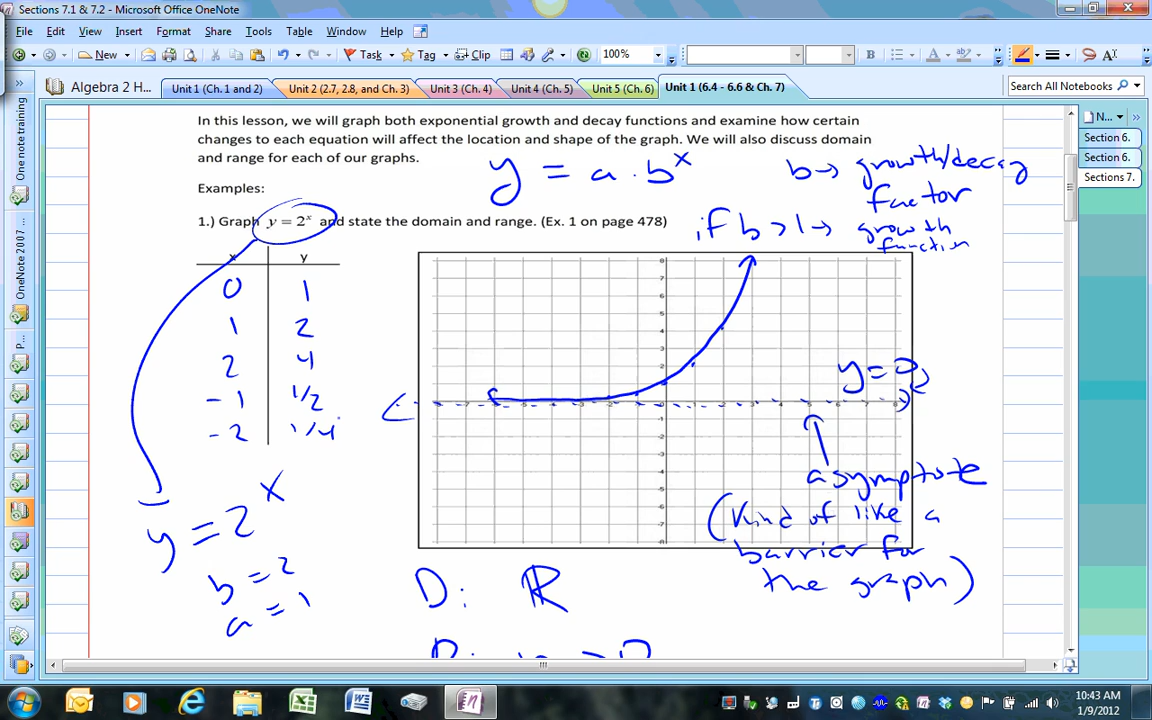 Sections 7.1 & 7.2 - Microsoft Office OneNote
File Edit View Insert Format Share Tools Table Window Help
New Task Tag Clip 100% B A
Algebra 2 H... Unit 1 (Ch. 1 and 2) Unit 2 (2.7, 2.8, and Ch. 3) Unit 3 (Ch. 4) Unit 4 (Ch. 5) Unit 5 (Ch. 6) Unit 1 (6.4 - 6.6 & Ch. 7) Search All Notebooks
One note training
OneNote 2007 ...
P...
N...
Section 6.
Section 6.
Sections 7.
In this lesson, we will graph both exponential growth and decay functions and examine how certain
changes to each equation will affect the location and shape of the graph. We will also discuss domain
and range for each of our graphs.
y = a · b^x
b → growth/decay
factor
if b > 1 → growth
function
Examples:
1.) Graph y = 2^x and state the domain and range. (Ex. 1 on page 478)
x y
0 1
1 2
2 4
-1 1/2
-2 1/4
y = 2^x
b = 2
a = 1
y = 0
asymptote
(Kind of like a
barrier for
the graph)
D: ℝ
10:43 AM
1/9/2012